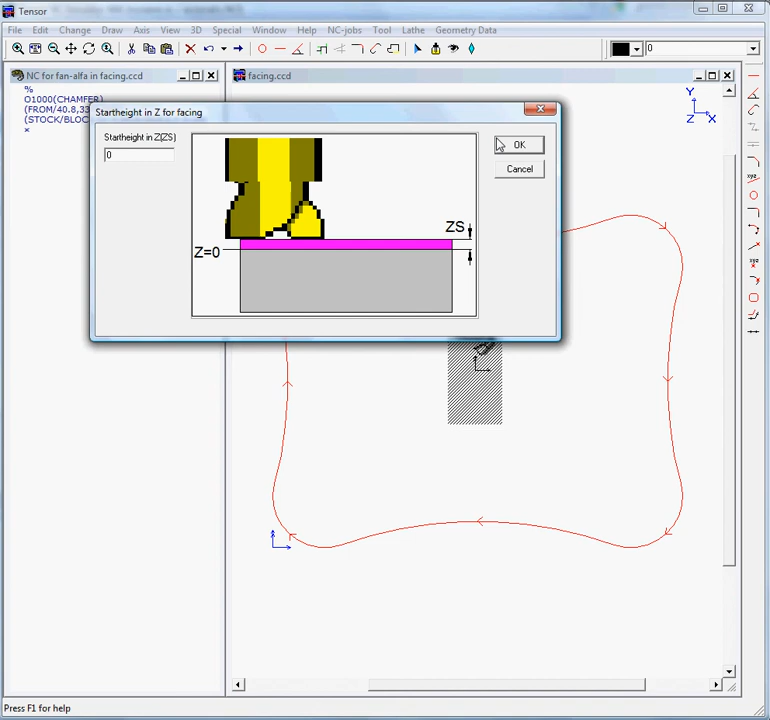 Tensor
File Edit Change Draw Axis View 3D Special Window Help NC-jobs Tool Lathe Geometry Data
0
NC for fan-alfa in facing.ccd
%
O1000(CHAMFER)
(FROM/40.8,33
(STOCK/BLOC
×
facing.ccd
Y
Z X
Startheight in Z for facing
Startheight in Z(ZS)
0
OK
Cancel
ZS
Z=0
xyz
xyz
Press F1 for help